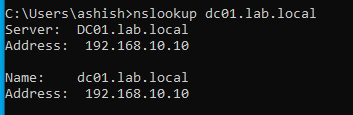 C:\Users\ashish>nslookup dc01.lab.local
Server:  DC01.lab.local
Address:  192.168.10.10

Name:    dc01.lab.local
Address:  192.168.10.10